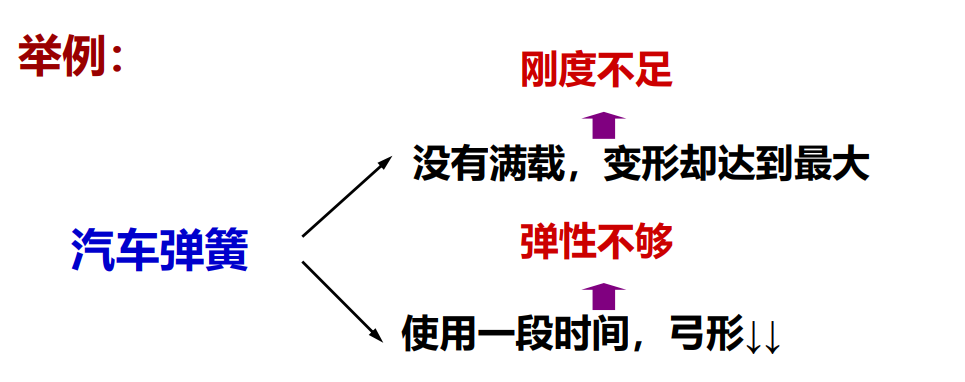 举例：
刚度不足
没有满载，变形却达到最大
弹性不够
汽车弹簧
使用一段时间，弓形↓↓